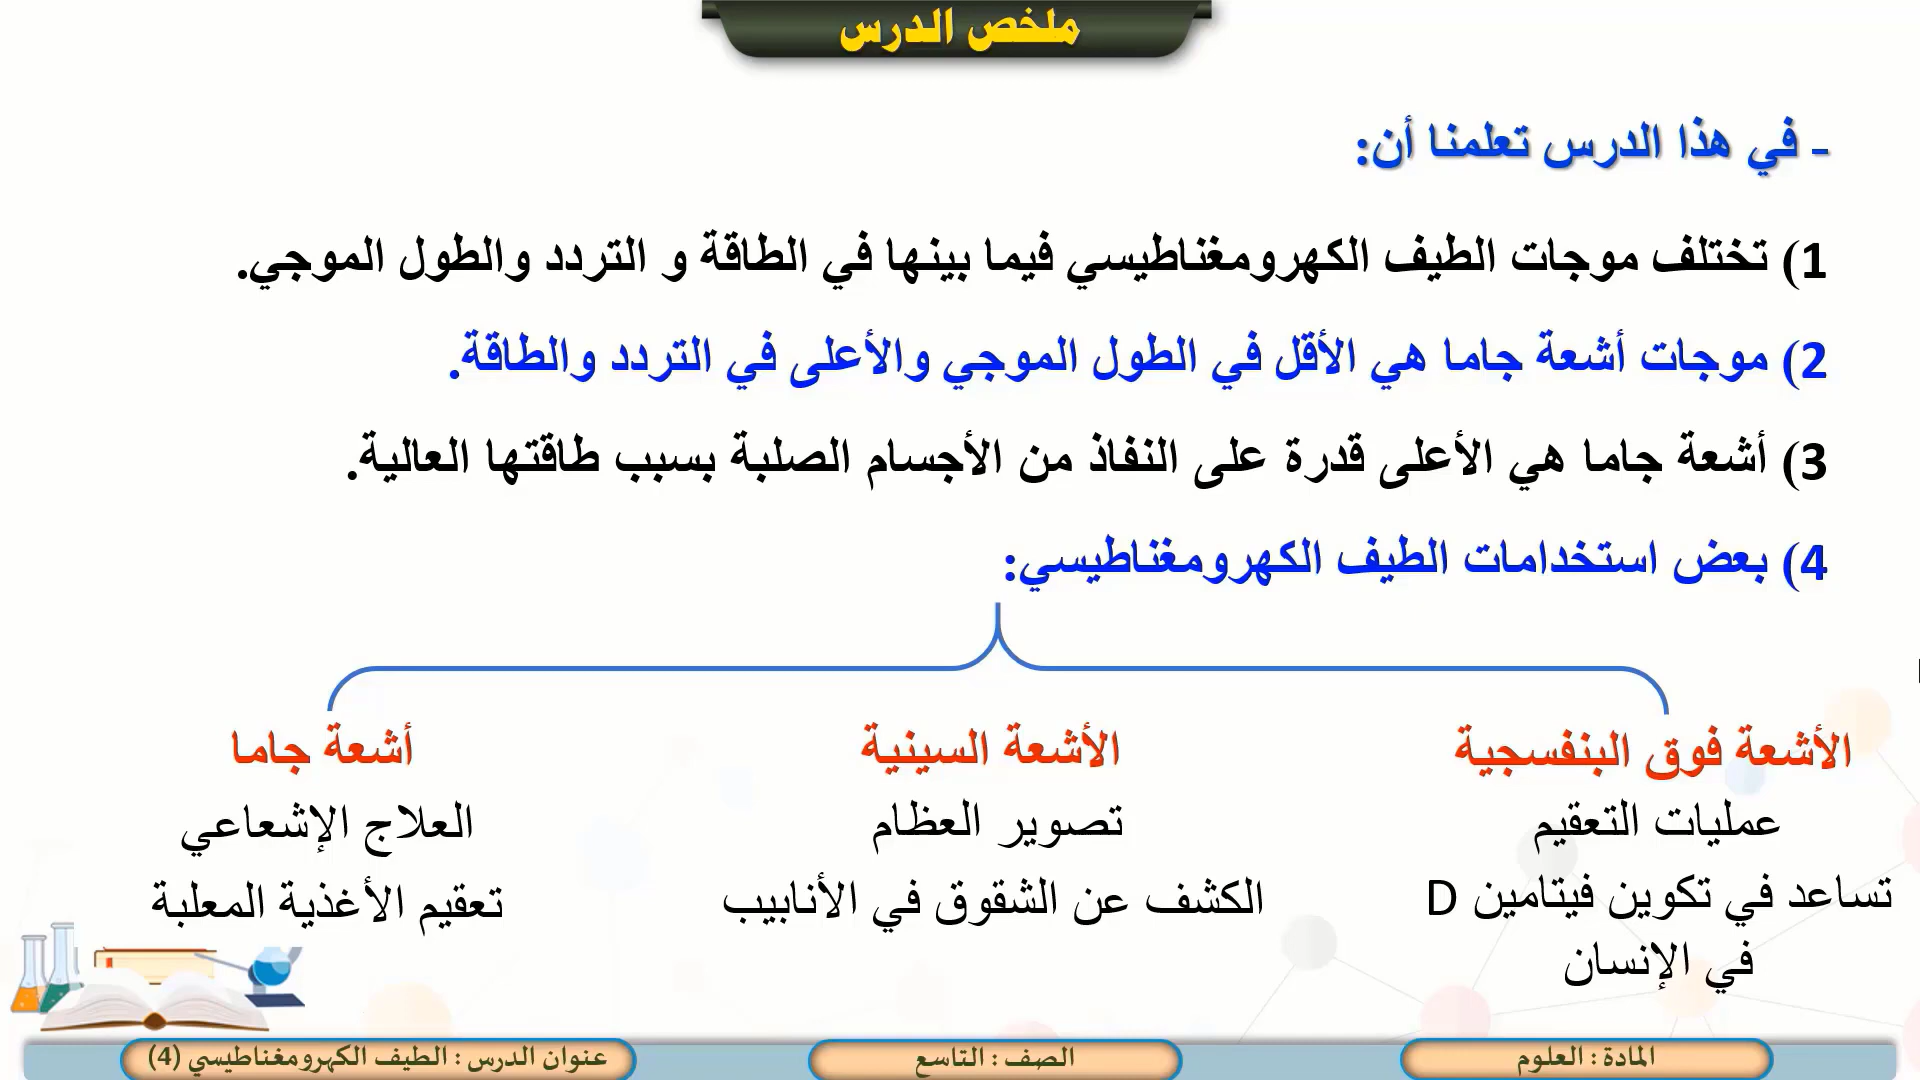 ملخص الدرس
- في هذا الدرس تعلمنا أن:
1) تختلف موجات الطيف الكهرومغناطيسي فيما بينها في الطاقة و التردد والطول الموجي.
2) موجات أشعة جاما هي الأقل في الطول الموجي والأعلى في التردد والطاقة.
3) أشعة جاما هي الأعلى قدرة على النفاذ من الأجسام الصلبة بسبب طاقتها العالية.
4) بعض استخدامات الطيف الكهرومغناطيسي:
الأشعة فوق البنفسجية
عمليات التعقيم
تساعد في تكوين فيتامين D
في الإنسان
الأشعة السينية
تصوير العظام
الكشف عن الشقوق في الأنابيب
أشعة جاما
العلاج الإشعاعي
تعقيم الأغذية المعلبة
المادة : العلوم
الصف : التاسع
عنوان الدرس : الطيف الكهرومغناطيسي (4)